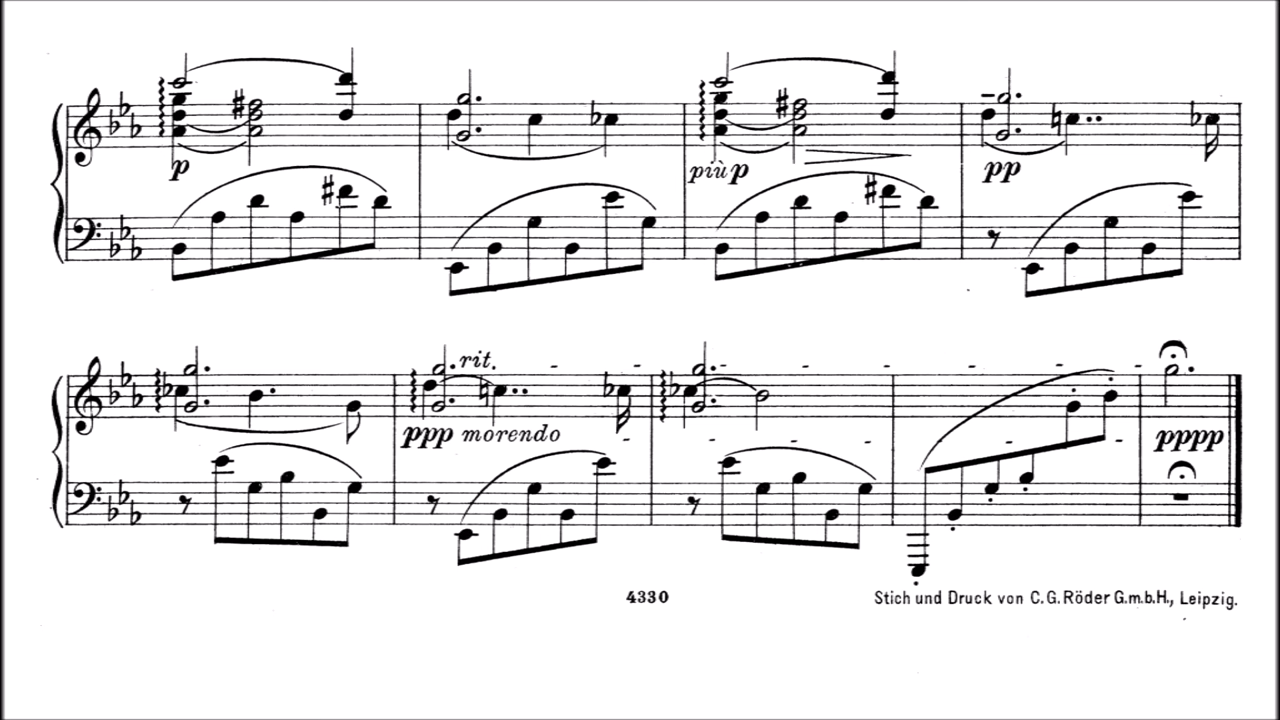 p
più p
pp
rit.
ppp morendo
pppp
4330
Stich und Druck von C. G. Röder G.m.b.H., Leipzig.